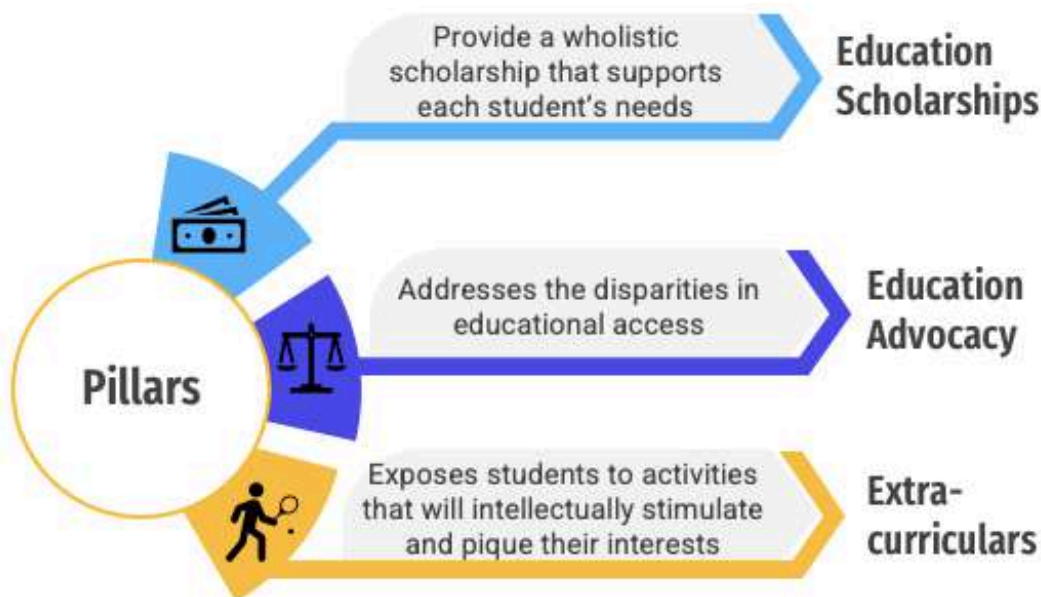 Provide a wholistic
scholarship that supports
each student's needs
Education
Scholarships
Pillars
Addresses the disparities in
educational access
Education
Advocacy
Exposes students to activities
that will intellectually stimulate
and pique their interests
Extra-
curriculars